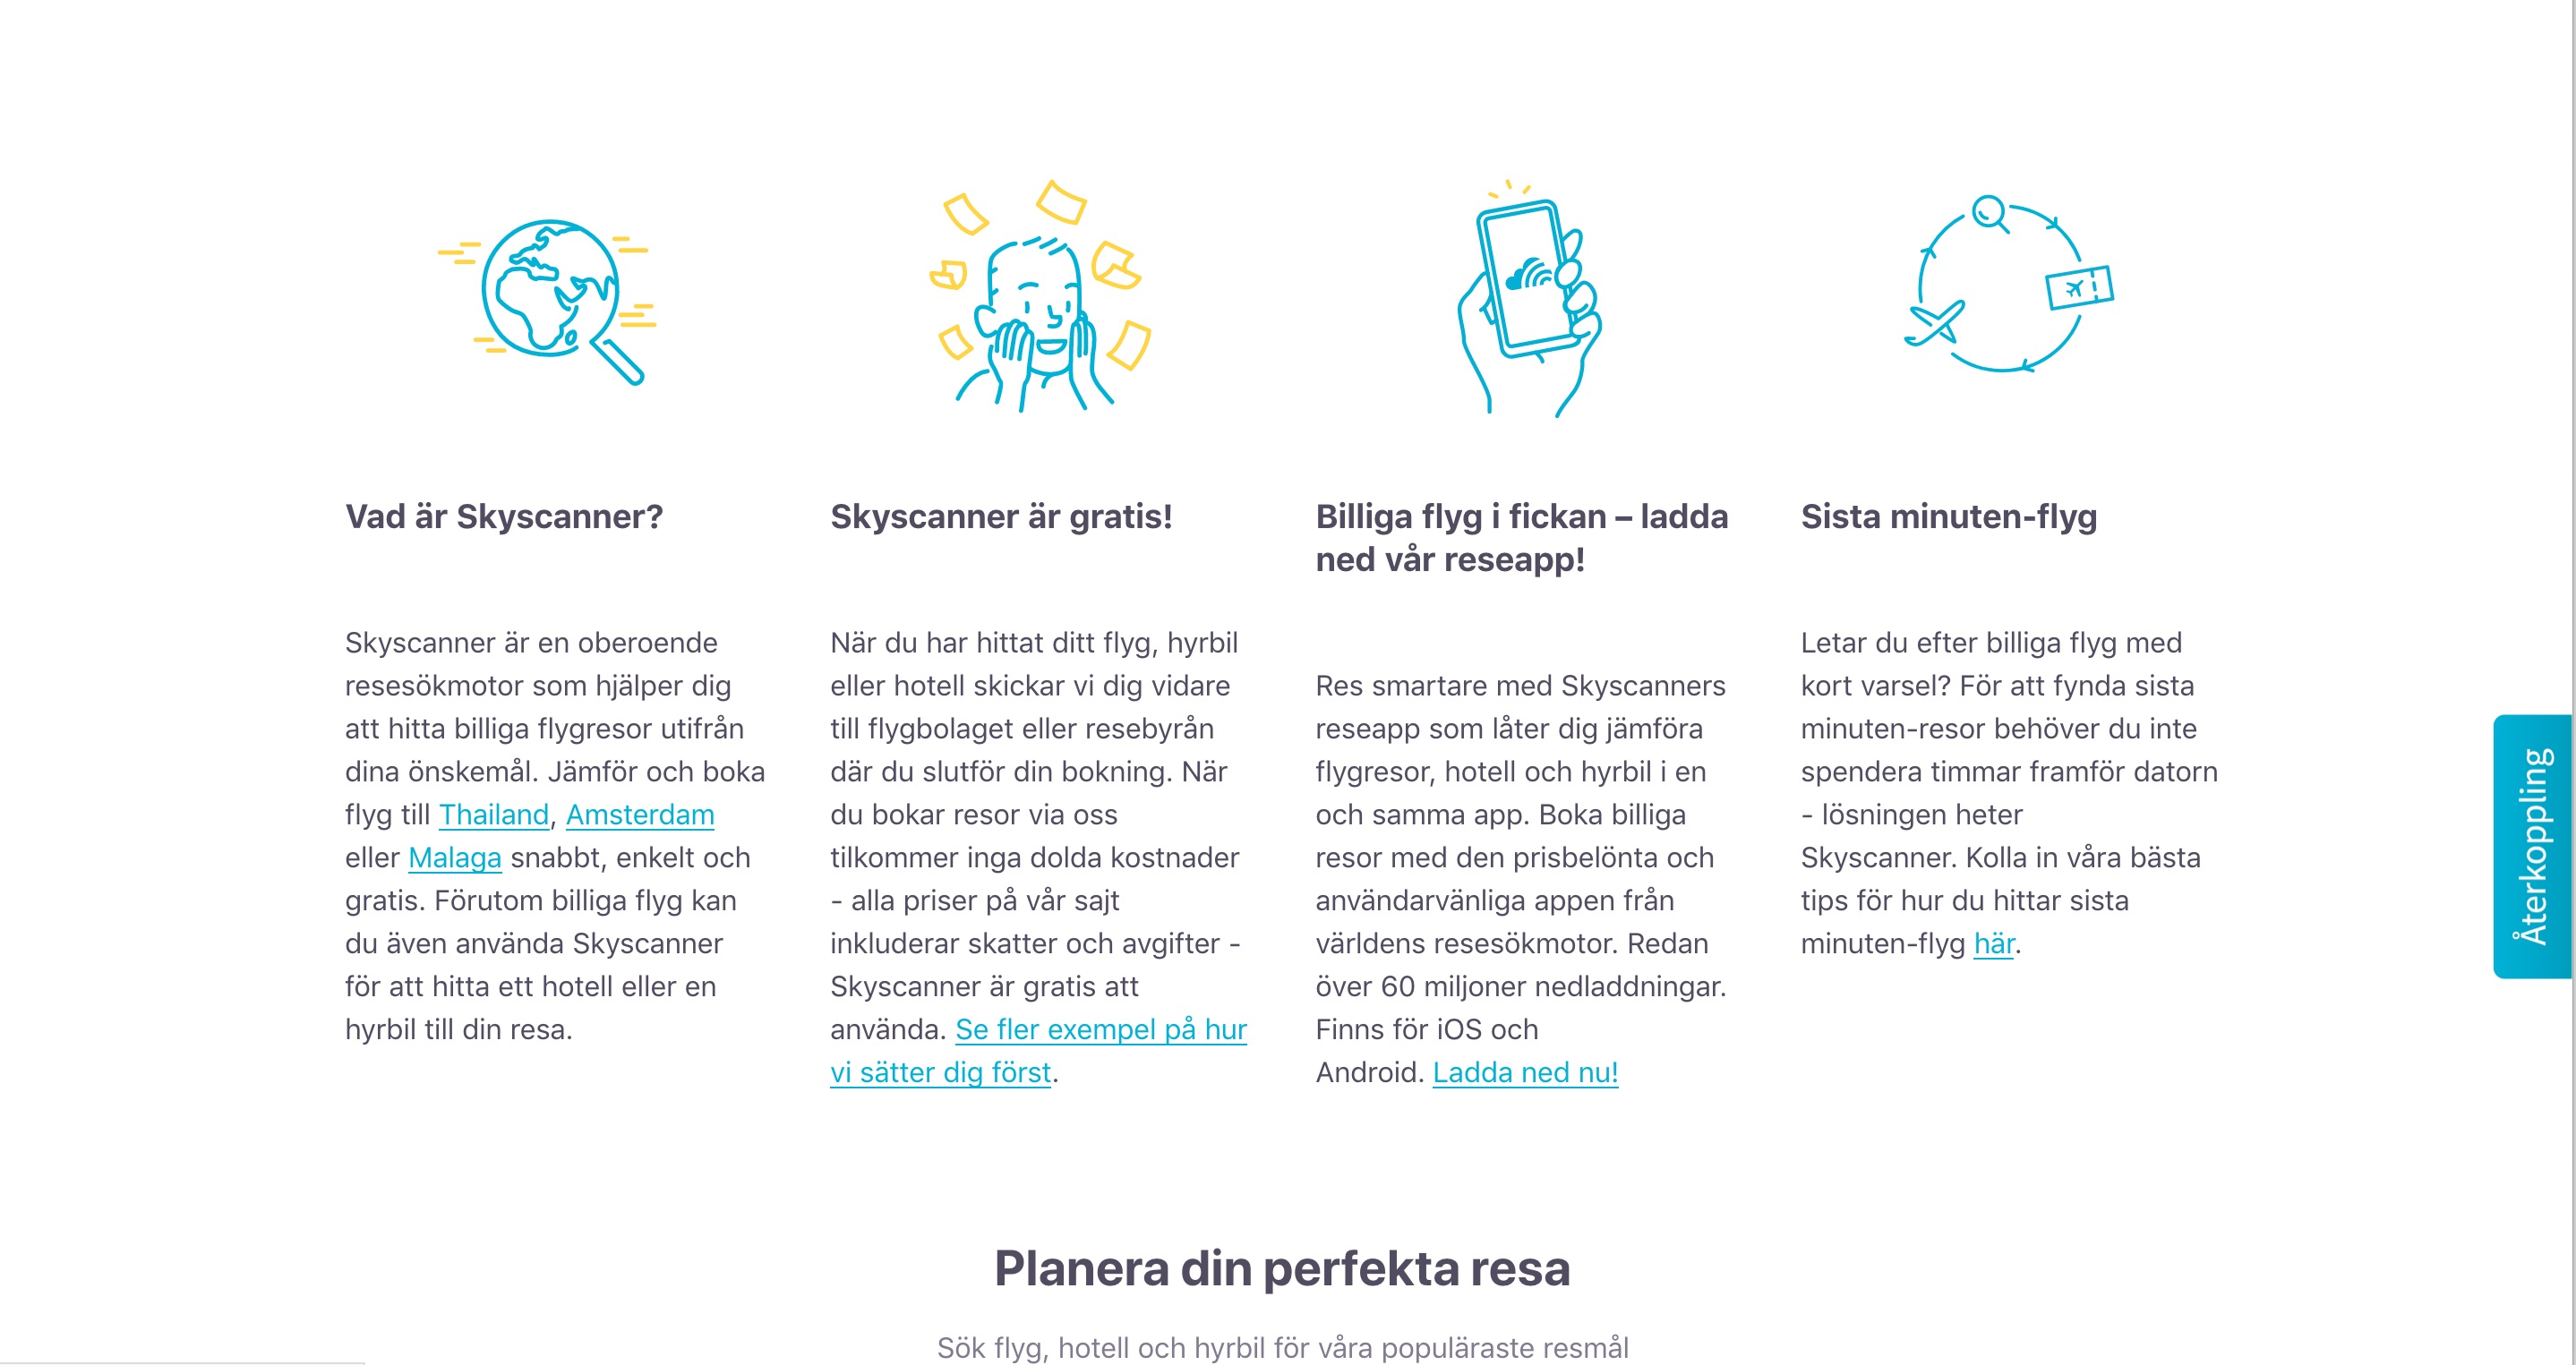 Vad är Skyscanner?
Skyscanner är en oberoende
resesökmotor som hjälper dig
att hitta billiga flygresor utifrån
dina önskemål. Jämför och boka
flyg till Thailand, Amsterdam
eller Malaga snabbt, enkelt och
gratis. Förutom billiga flyg kan
du även använda Skyscanner
för att hitta ett hotell eller en
hyrbil till din resa.
Skyscanner är gratis!
När du har hittat ditt flyg, hyrbil
eller hotell skickar vi dig vidare
till flygbolaget eller resebyrån
där du slutför din bokning. När
du bokar resor via oss
tilkommer inga dolda kostnader
- alla priser på vår sajt
inkluderar skatter och avgifter -
Skyscanner är gratis att
använda. Se fler exempel på hur
vi sätter dig först.
Billiga flyg i fickan – ladda
ned vår reseapp!
Res smartare med Skyscanners
reseapp som låter dig jämföra
flygresor, hotell och hyrbil i en
och samma app. Boka billiga
resor med den prisbelönta och
användarvänliga appen från
världens resesökmotor. Redan
över 60 miljoner nedladdningar.
Finns för iOS och
Android. Ladda ned nu!
Sista minuten-flyg
Letar du efter billiga flyg med
kort varsel? För att fynda sista
minuten-resor behöver du inte
spendera timmar framför datorn
- lösningen heter
Skyscanner. Kolla in våra bästa
tips för hur du hittar sista
minuten-flyg här.
Återkoppling
Planera din perfekta resa
Sök flyg, hotell och hyrbil för våra populäraste resmål